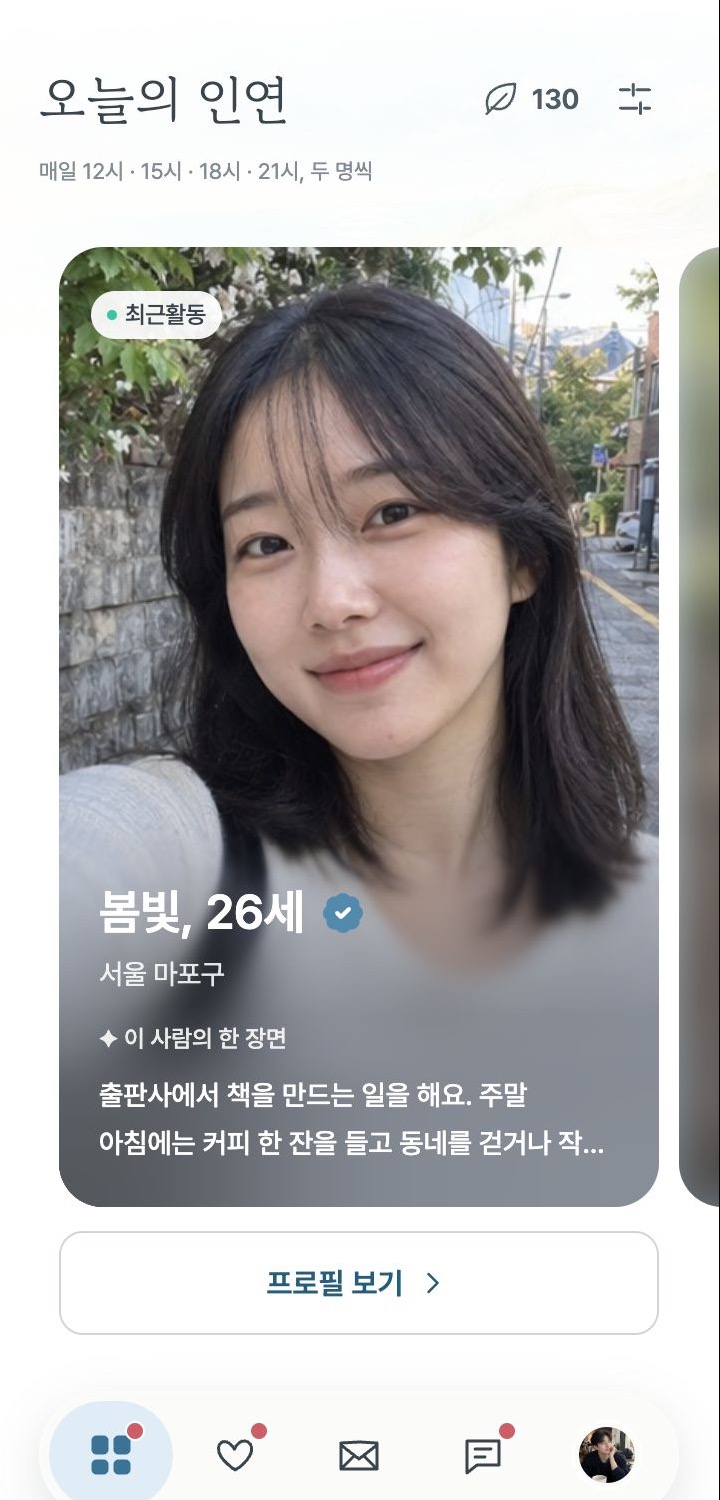 오늘의 인연
130
매일 12시 · 15시 · 18시 · 21시, 두 명씩
최근활동
봄빛, 26세
서울 마포구
이 사람의 한 장면
출판사에서 책을 만드는 일을 해요. 주말
아침에는 커피 한 잔을 들고 동네를 걷거나 작...
프로필 보기